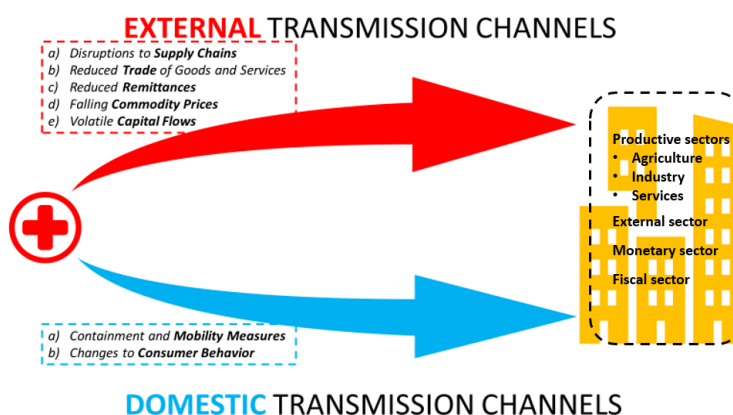 EXTERNAL TRANSMISSION CHANNELS
a) Disruptions to Supply Chains
b) Reduced Trade of Goods and Services
c) Reduced Remittances
d) Falling Commodity Prices
e) Volatile Capital Flows
Productive sectors
• Agriculture
• Industry
• Services
External sector
Monetary sector
Fiscal sector
a) Containment and Mobility Measures
b) Changes to Consumer Behavior
DOMESTIC TRANSMISSION CHANNELS